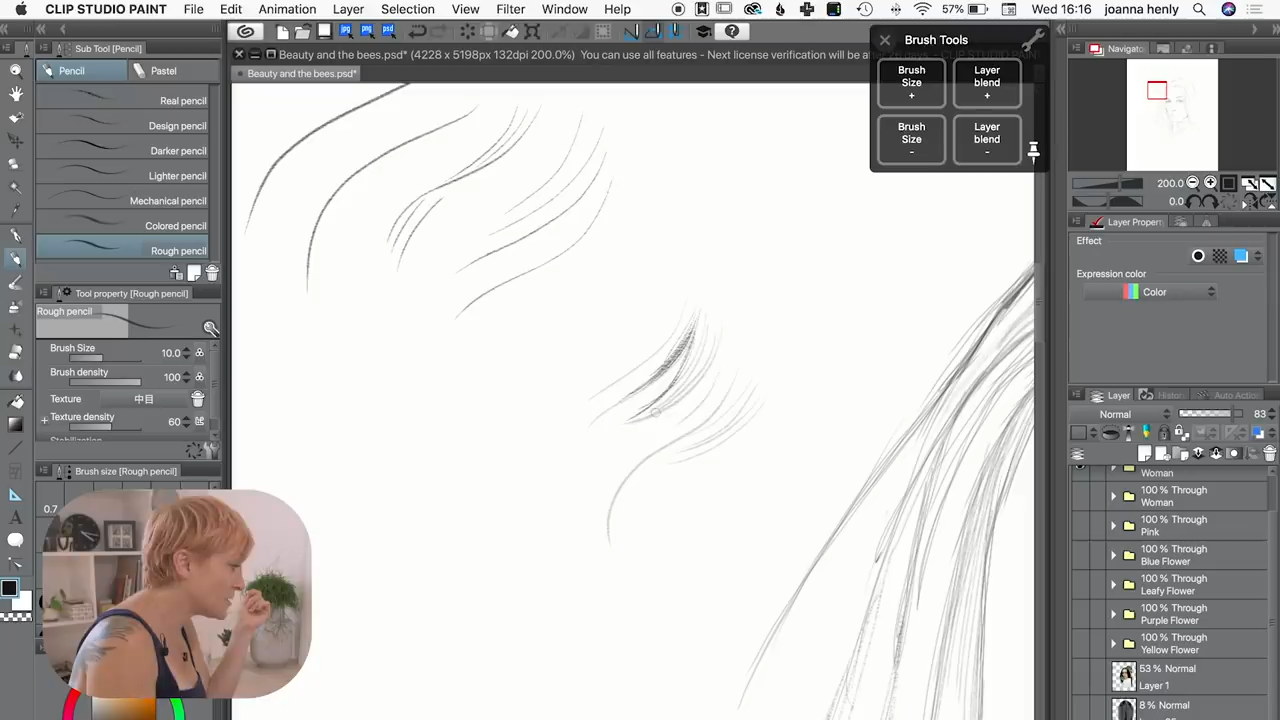 CLIP STUDIO PAINT File Edit Animation Layer Selection View Filter Window Help 57% Wed 16:16 joanna henly
Sub Tool [Pencil]
Beauty and the bees.psd* (4228 x 5198px 132dpi 200.0%) You can use all features - Next license verification will be
Beauty and the bees.psd*
Brush Tools
Brush Size +
Layer blend +
Brush Size -
Layer blend -
Pencil Pastel
Real pencil
Design pencil
Darker pencil
Lighter pencil
Mechanical pencil
Colored pencil
Rough pencil
Tool property [Rough pencil]
Rough pencil
Brush Size 10.0
Brush density 100
Texture 中目
Texture density 60
Stabilization
Brush size [Rough pencil]
0.7
Navigator
200.0
0.0
Layer Property
Effect
Expression color
Color
Layer History Auto Action
Normal 83
Woman
100 % Through
Woman
100 % Through
Pink
100 % Through
Blue Flower
100 % Through
Leafy Flower
100 % Through
Purple Flower
100 % Through
Yellow Flower
53 % Normal
Layer 1
8 % Normal